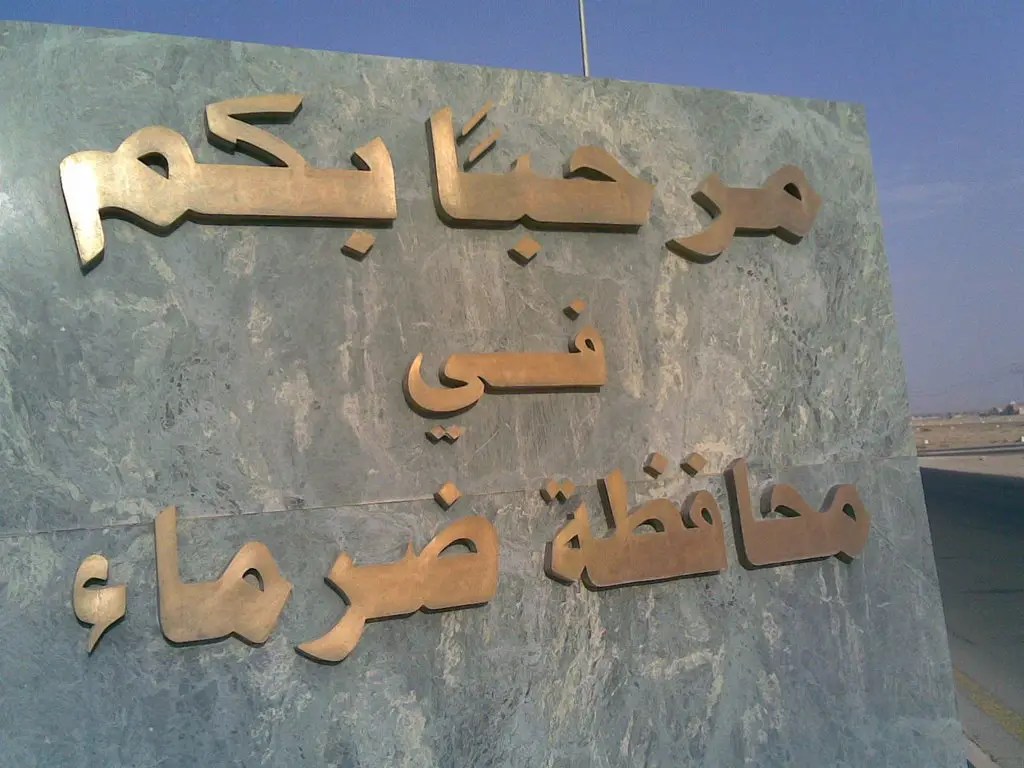 مرحبًا بكم
في
محافظة ضرماء